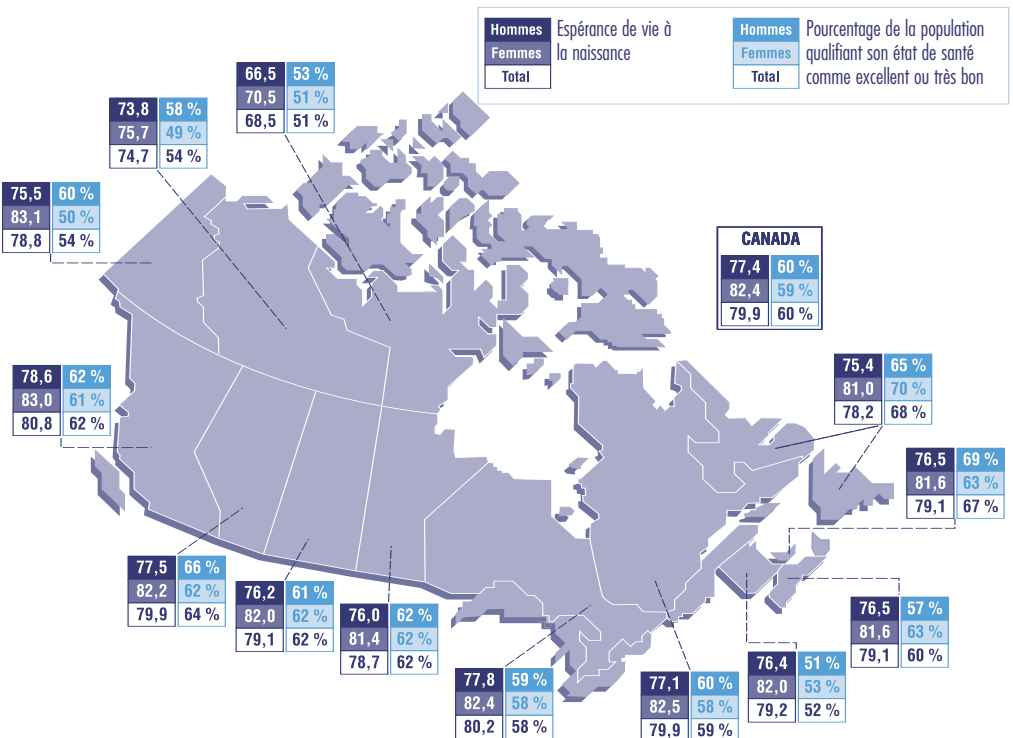 Hommes Espérance de vie à
Femmes la naissance
Total
Hommes Pourcentage de la population
Femmes qualifiant son état de santé
Total comme excellent ou très bon
66,5 53 %
70,5 51 %
68,5 51 %
73,8 58 %
75,7 49 %
74,7 54 %
75,5 60 %
83,1 50 %
78,8 54 %
CANADA
77,4 60 %
82,4 59 %
79,9 60 %
78,6 62 %
83,0 61 %
80,8 62 %
75,4 65 %
81,0 70 %
78,2 68 %
76,5 69 %
81,6 63 %
79,1 67 %
77,5 66 %
82,2 62 %
79,9 64 %
76,2 61 %
82,0 62 %
79,1 62 %
76,0 62 %
81,4 62 %
78,7 62 %
76,5 57 %
81,6 63 %
79,1 60 %
76,4 51 %
82,0 53 %
79,2 52 %
77,8 59 %
82,4 58 %
80,2 58 %
77,1 60 %
82,5 58 %
79,9 59 %